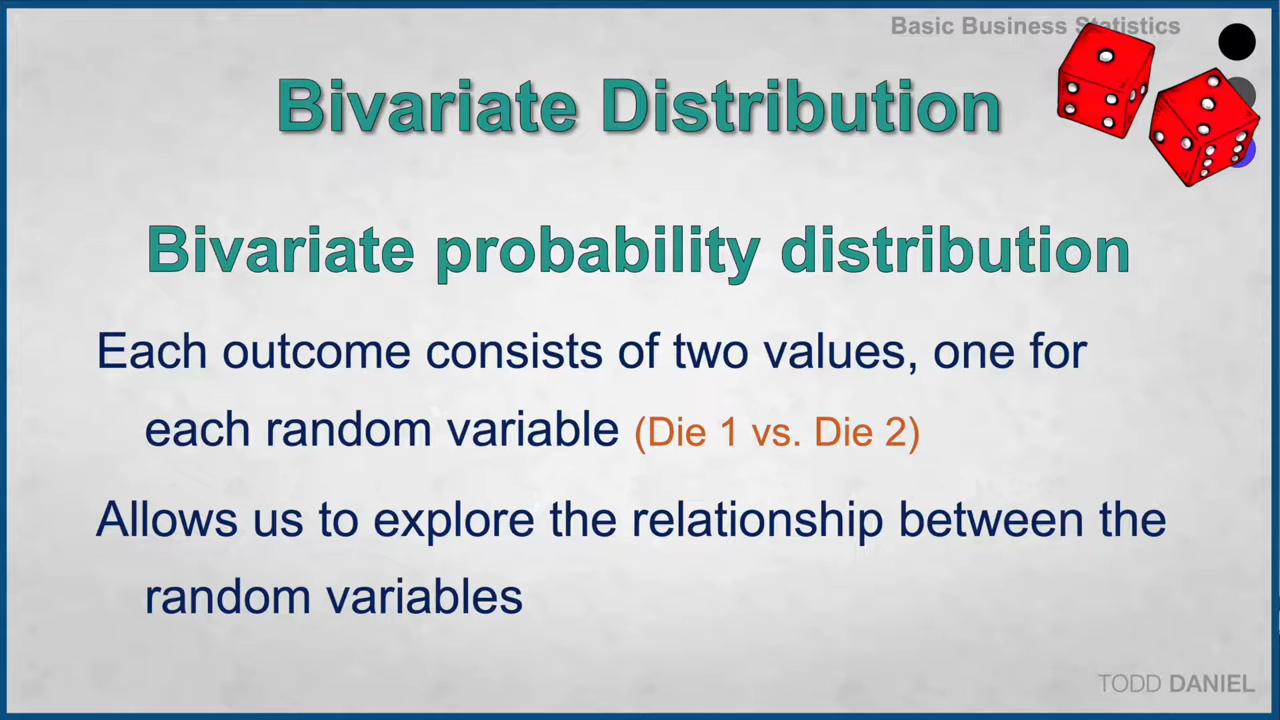 Basic Business Statistics
Bivariate Distribution
Bivariate probability distribution
Each outcome consists of two values, one for
each random variable (Die 1 vs. Die 2)
Allows us to explore the relationship between the
random variables
TODD DANIEL